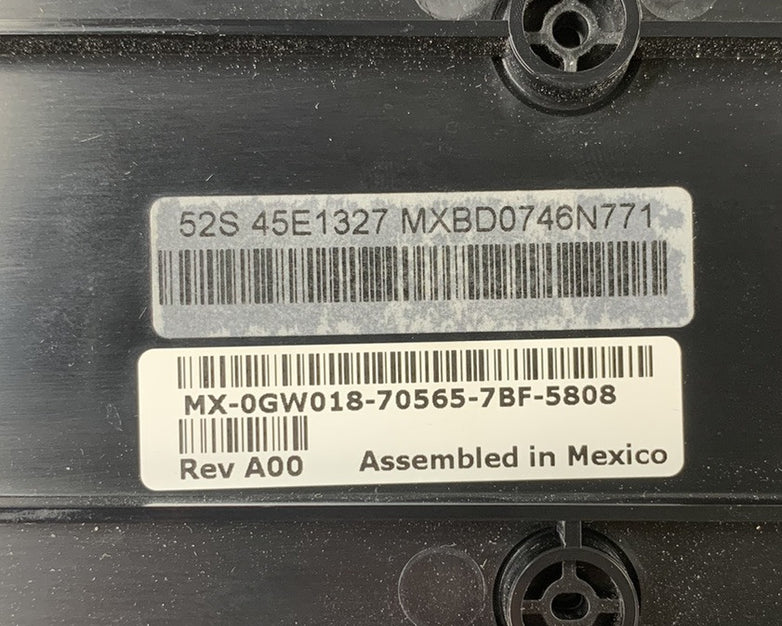 52S 45E1327 MXBD0746N771
MX-0GW018-70565-7BF-5808
Rev A00 Assembled in Mexico